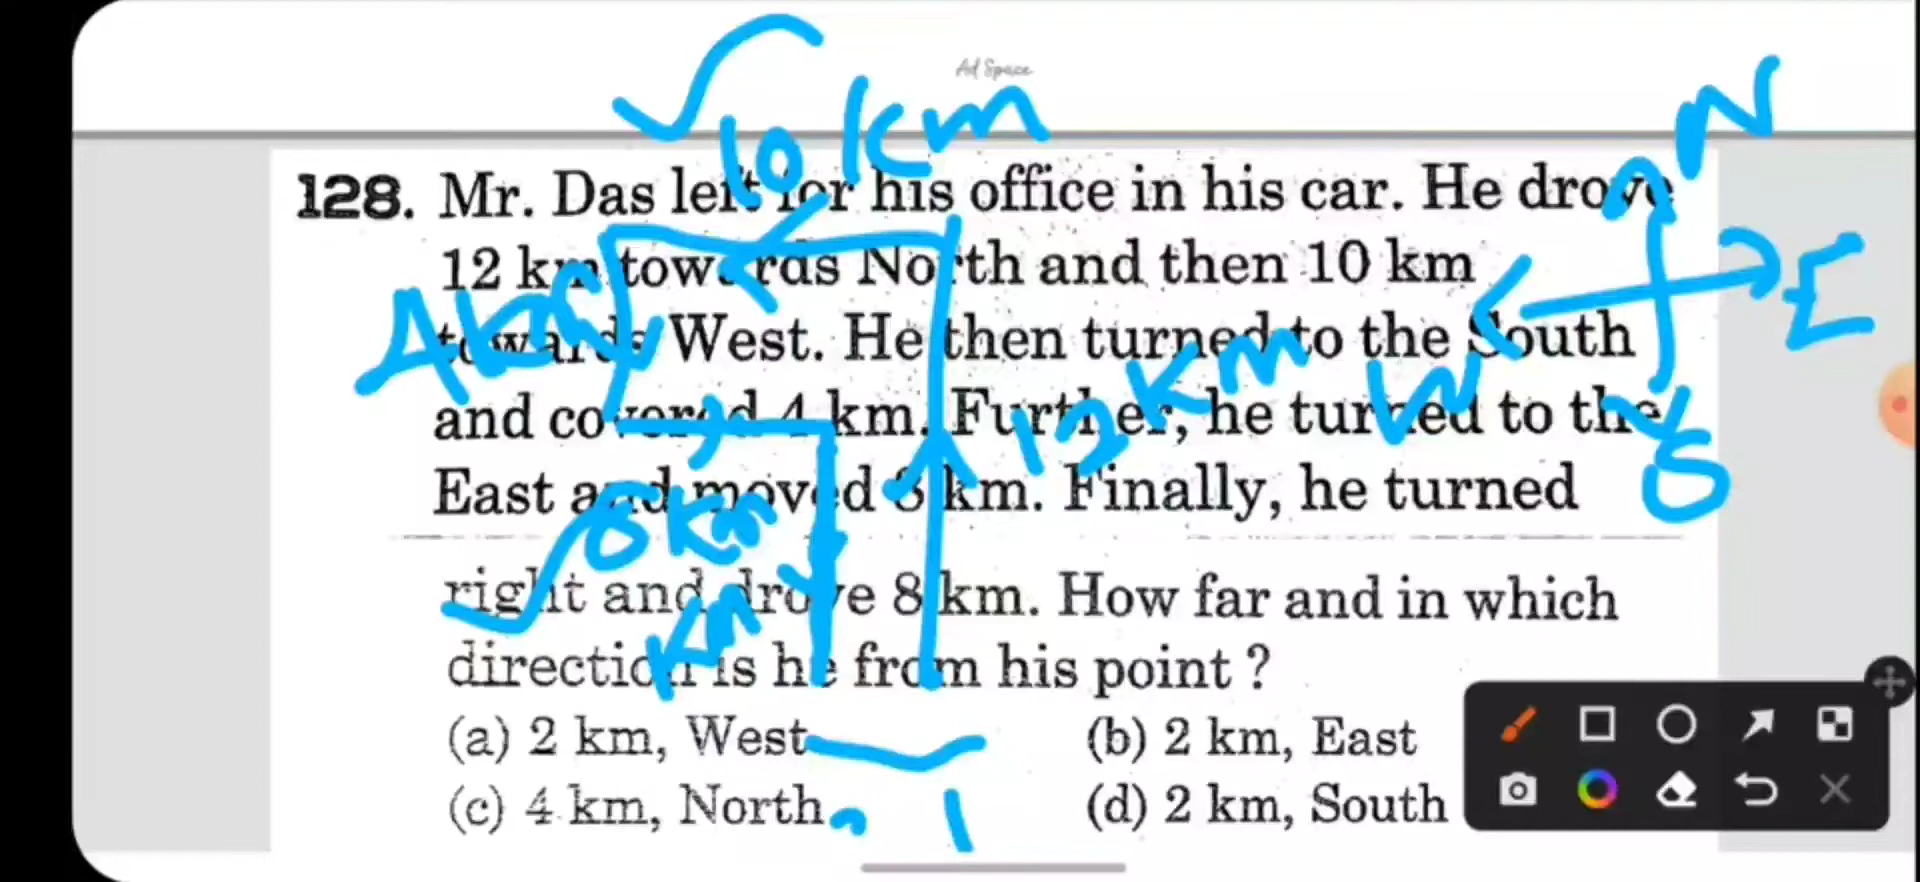 Ad Space
10 km
N
128. Mr. Das left for his office in his car. He drove
12 km towards North and then 10 km
E
4km
towards West. He then turned to the South
W
12 km
and covered 4 km. Further, he turned to the
S
East and moved 8 km. Finally, he turned
8 km
right and drove 8 km. How far and in which
km
direction is he from his point ?
(a) 2 km, West
(b) 2 km, East
(c) 4 km, North
(d) 2 km, South